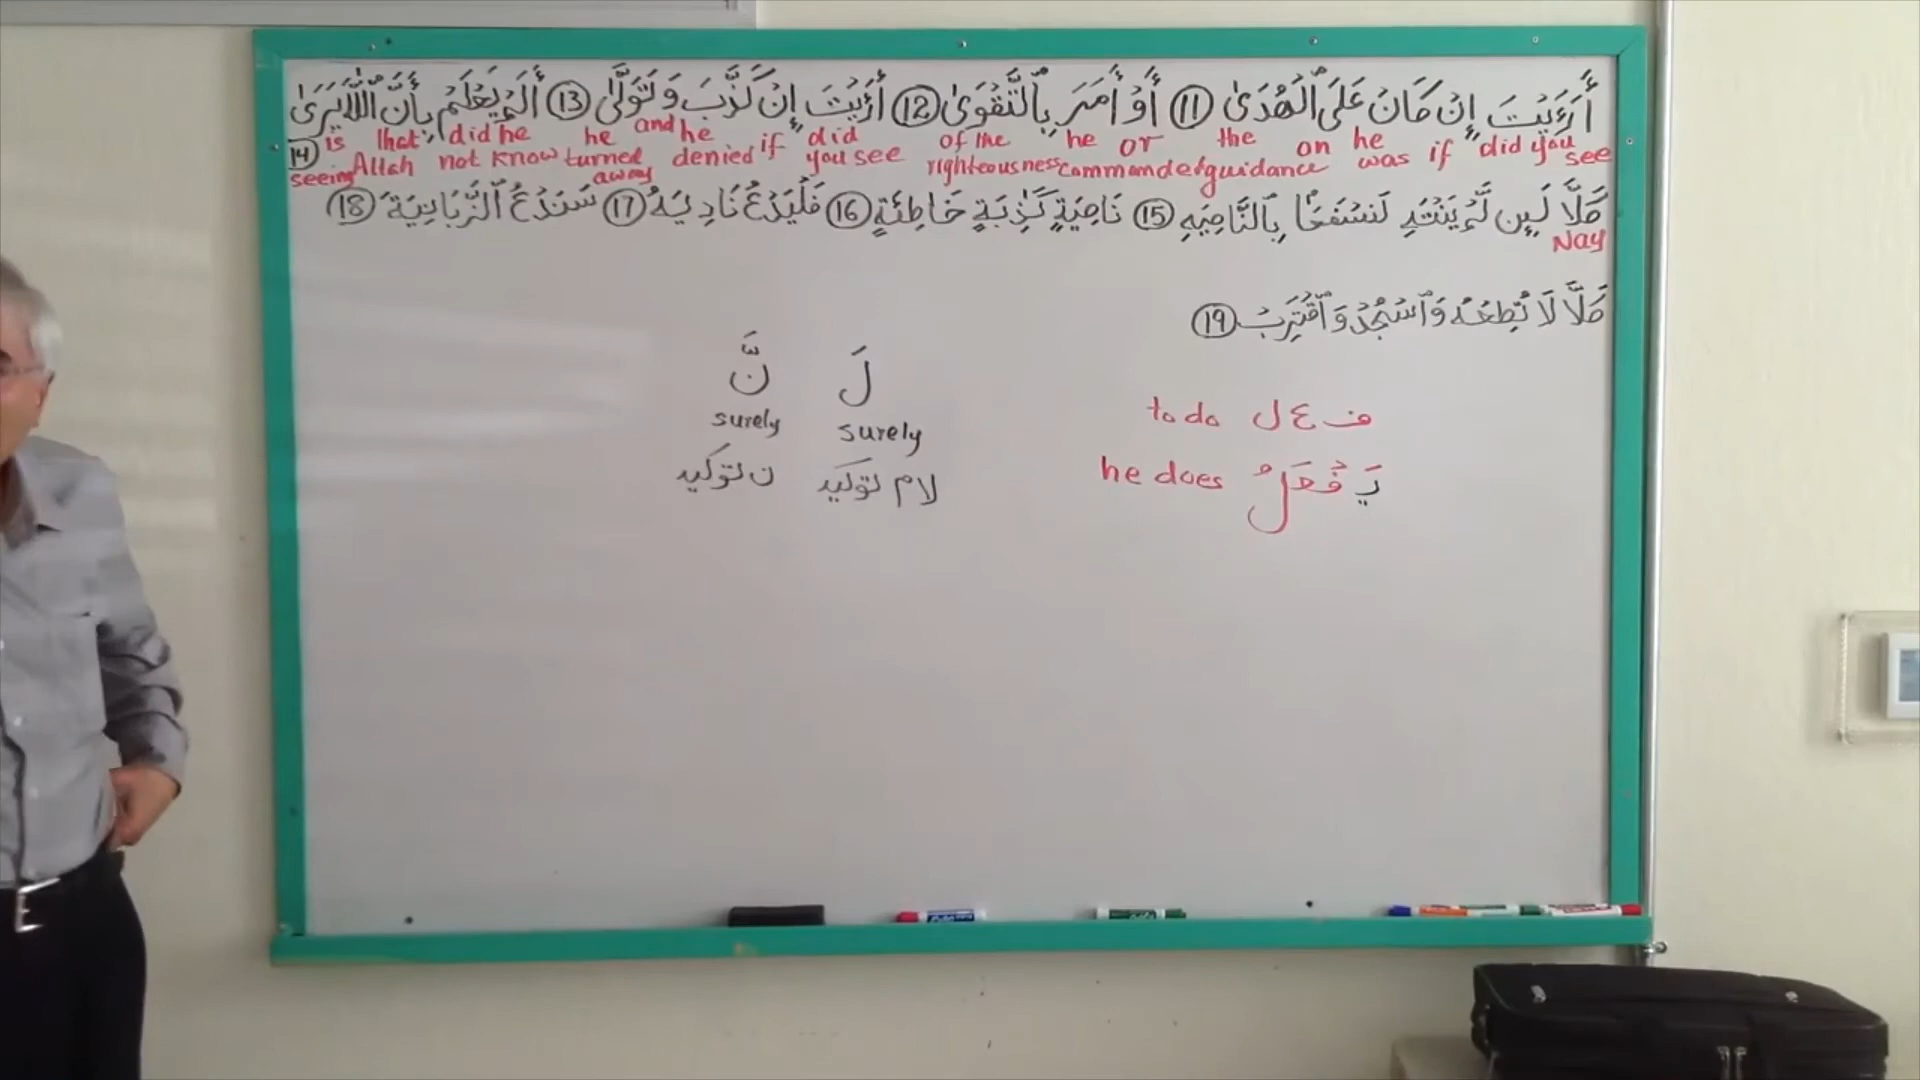 أَرَءَيْتَ إِنْ كَانَ عَلَى ٱلْهُدَىٰ ⑪ أَوْ أَمَرَ بِٱلتَّقْوَىٰ ⑫ أَرَءَيْتَ إِنْ كَذَّبَ وَتَوَلَّىٰ ⑬ أَلَمْ يَعْلَمْ بِأَنَّ ٱللَّهَ يَرَىٰ
is that, did he he and he did of the he or the on he did you
⑭ seeing Allah not know turned away denied if you see righteousness commanded guidance was if see
كَلَّا لَئِن لَّمْ يَنْتَهِ لَنَسْفَعًا بِٱلنَّاصِيَةِ ⑮ نَاصِيَةٍ كَٰذِبَةٍ خَاطِئَةٍ ⑯ فَلْيَدْعُ نَادِيَهُ ⑰ سَنَدْعُ ٱلزَّبَانِيَةَ ⑱
Nay
كَلَّا لَا تُطِعْهُ وَٱسْجُدْ وَٱقْتَرِبْ ⑲
لَ نَّ
surely surely
لام توکید ن توکید
ف ع ل to do
يَ فْعَلُ he does